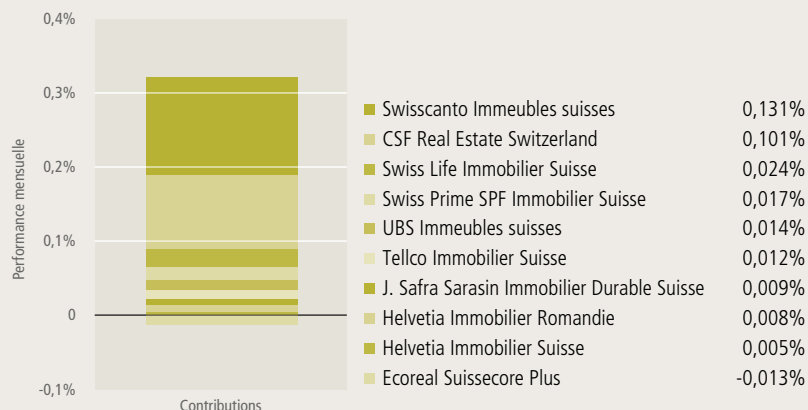 0,4%
0,3%
0,2%
0,1%
0
-0,1%
Performance mensuelle
Contributions
Swisscanto Immeubles suisses 0,131%
CSF Real Estate Switzerland 0,101%
Swiss Life Immobilier Suisse 0,024%
Swiss Prime SPF Immobilier Suisse 0,017%
UBS Immeubles suisses 0,014%
Tellco Immobilier Suisse 0,012%
J. Safra Sarasin Immobilier Durable Suisse 0,009%
Helvetia Immobilier Romandie 0,008%
Helvetia Immobilier Suisse 0,005%
Ecoreal Suissecore Plus -0,013%